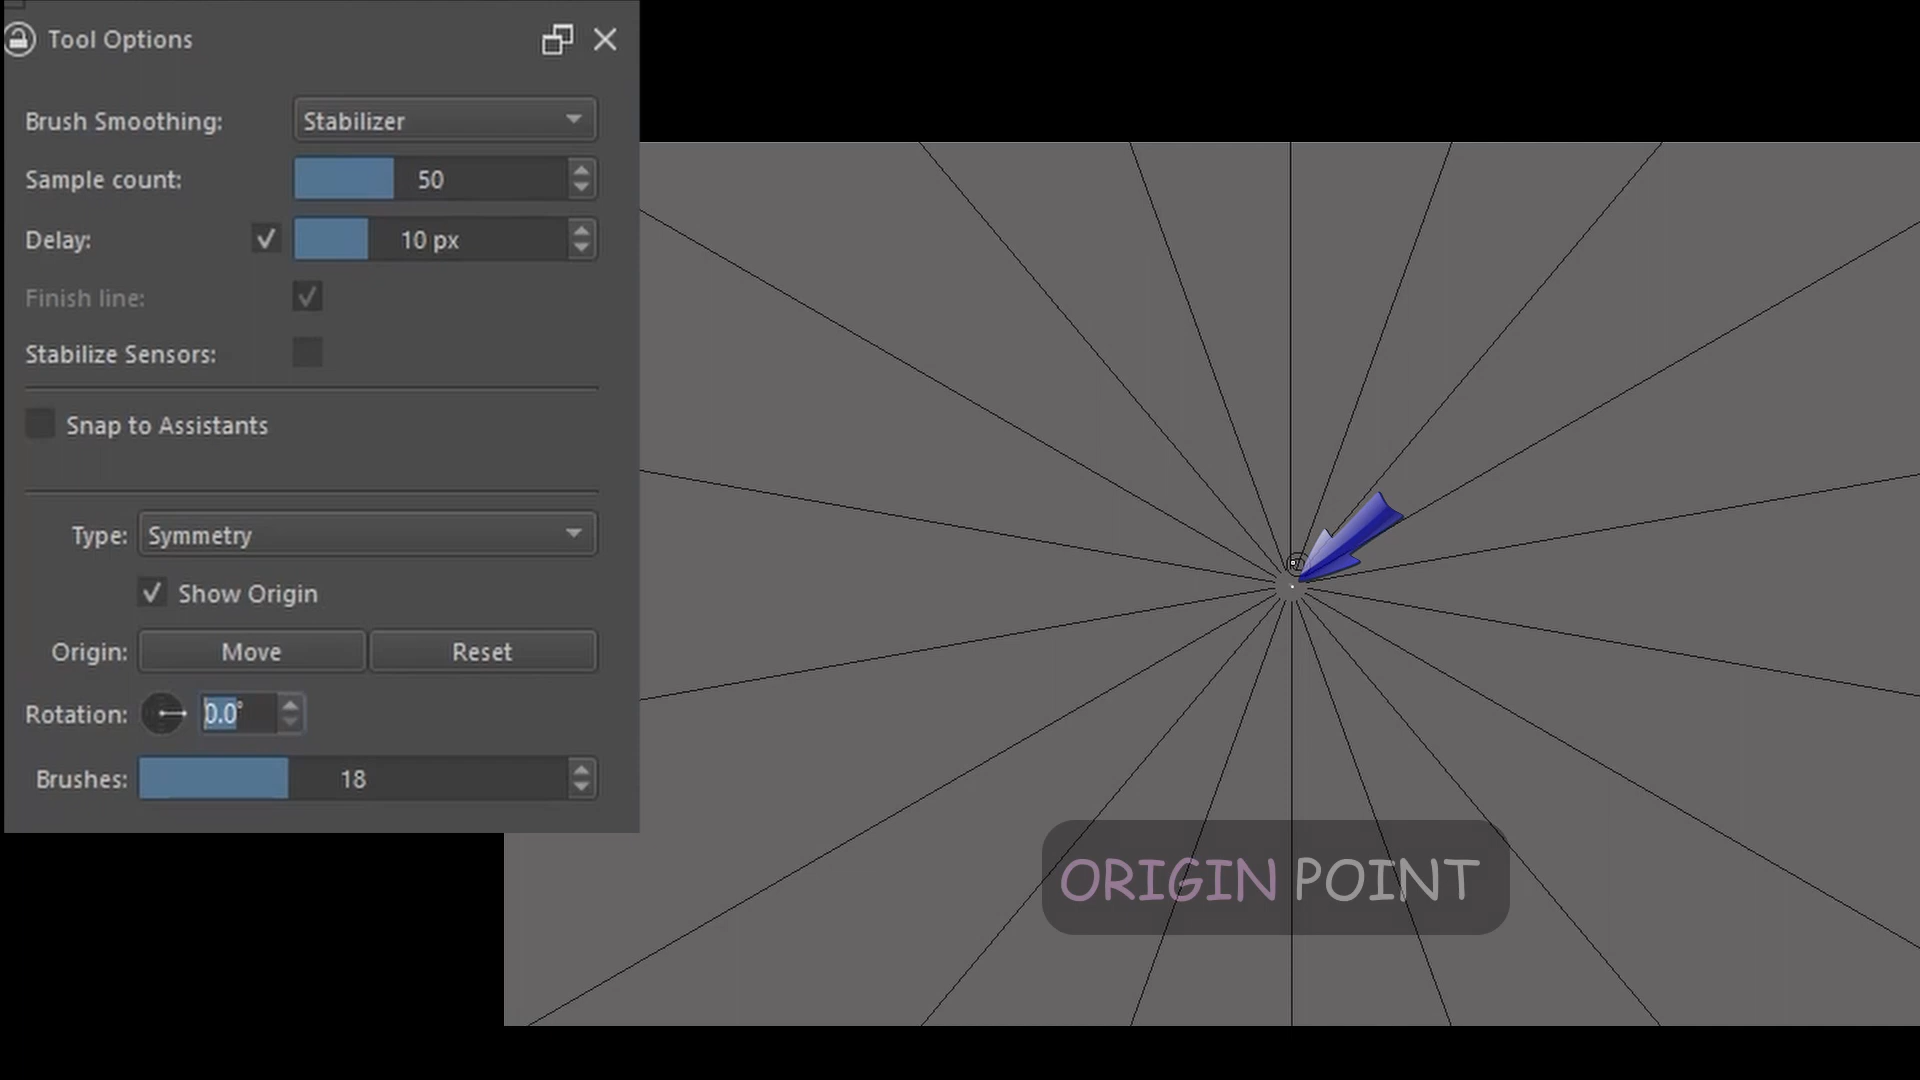 Tool Options
Brush Smoothing: Stabilizer
Sample count: 50
Delay: 10 px
Finish line:
Stabilize Sensors:
Snap to Assistants
Type: Symmetry
Show Origin
Origin: Move Reset
Rotation: 0.0°
Brushes: 18
ORIGIN POINT